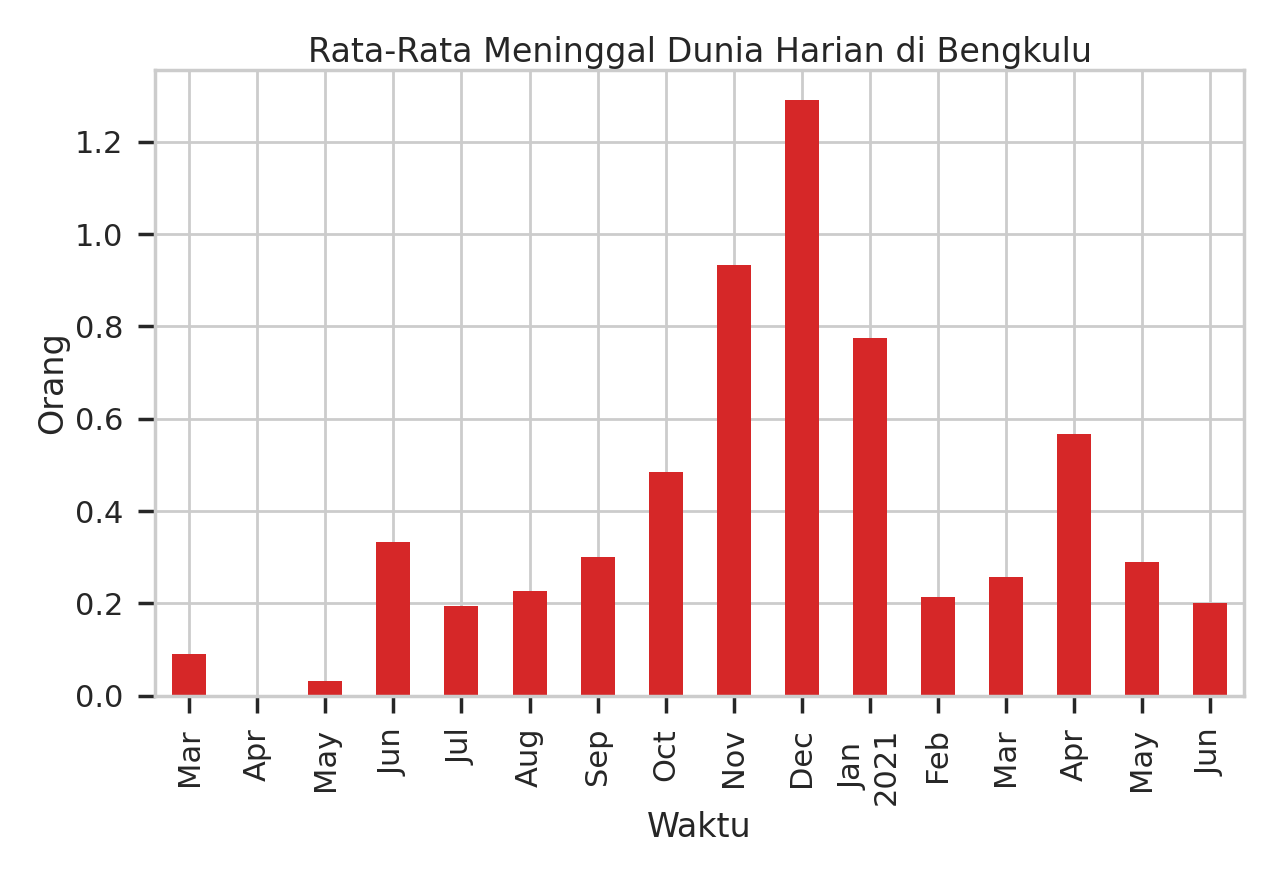 Rata-Rata Meninggal Dunia Harian di Bengkulu
1.2
1.0
0.8
0.6
0.4
0.2
0.0
Orang
Mar
Apr
May
Jun
Jul
Aug
Sep
Oct
Nov
Dec
Jan
2021
Feb
Mar
Apr
May
Jun
Waktu